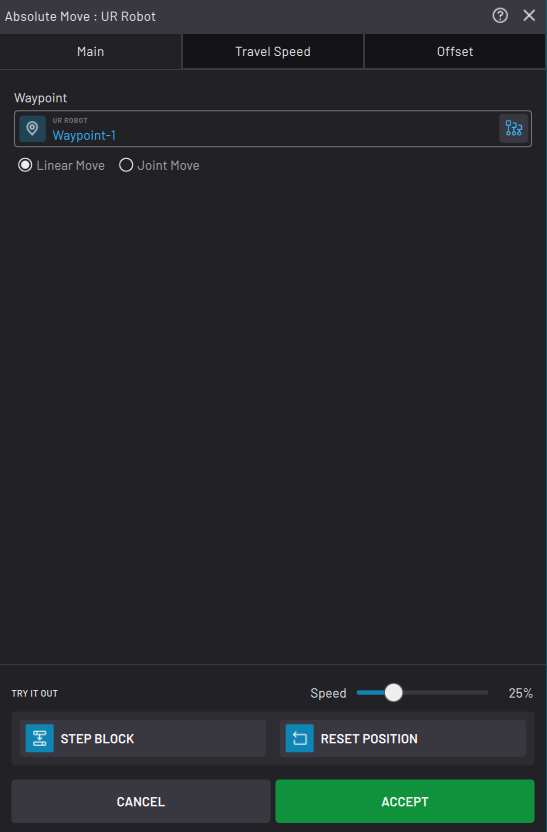 Absolute Move : UR Robot
Main Travel Speed Offset
Waypoint
UR ROBOT
Waypoint-1
Linear Move Joint Move
TRY IT OUT Speed 25%
STEP BLOCK RESET POSITION
CANCEL ACCEPT